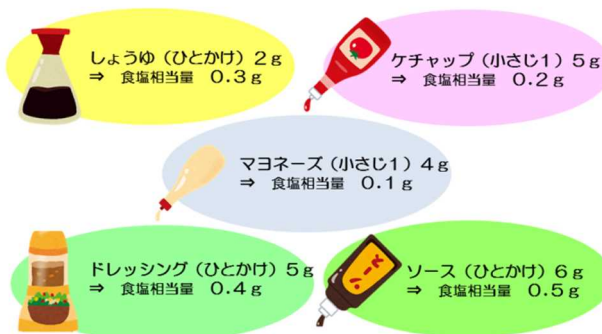 しょうゆ（ひとかけ）２ｇ
⇒　食塩相当量　０.３ｇ
ケチャップ（小さじ１）５ｇ
⇒　食塩相当量　０.２ｇ
マヨネーズ（小さじ１）４ｇ
⇒　食塩相当量　０.１ｇ
ドレッシング（ひとかけ）５ｇ
⇒　食塩相当量　０.４ｇ
ソース（ひとかけ）６ｇ
⇒　食塩相当量　０.５ｇ
ソース